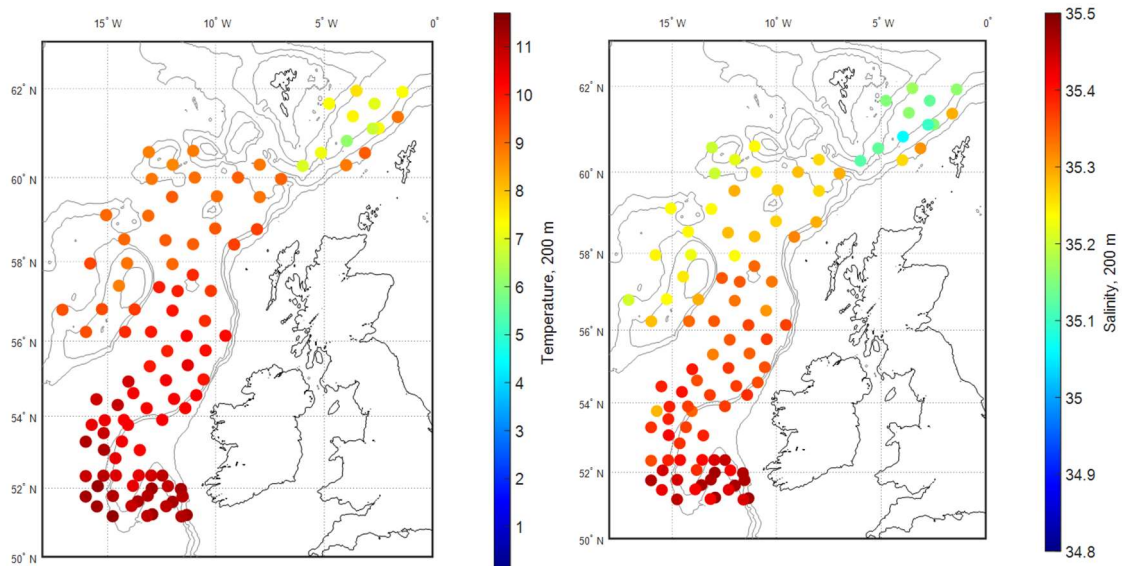 15° W 10° W 5° W 0°
62° N
60° N
58° N
56° N
54° N
52° N
50° N
11
10
9
8
7
6
5
4
3
2
1
Temperature, 200 m
15° W 10° W 5° W 0°
62° N
60° N
58° N
56° N
54° N
52° N
50° N
35.5
35.4
35.3
35.2
35.1
35
34.9
34.8
Salinity, 200 m